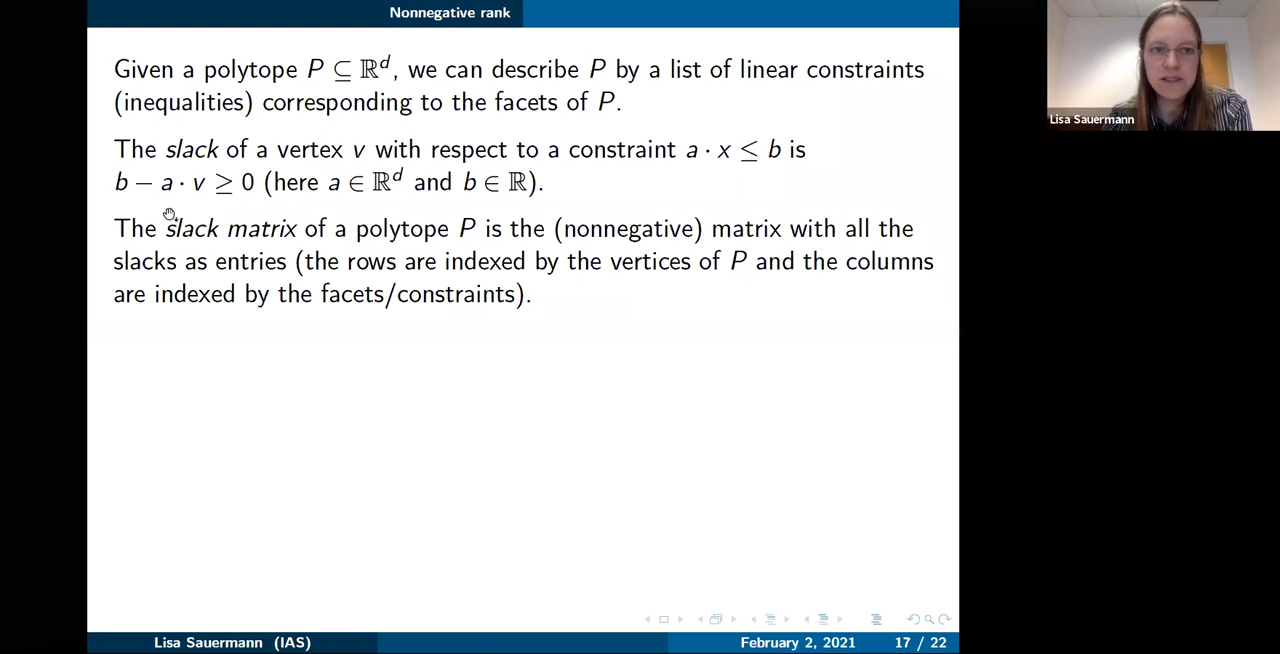 Nonnegative rank
Given a polytope P ⊆ ℝᵈ, we can describe P by a list of linear constraints
(inequalities) corresponding to the facets of P.
The slack of a vertex v with respect to a constraint a · x ≤ b is
b − a · v ≥ 0 (here a ∈ ℝᵈ and b ∈ ℝ).
The slack matrix of a polytope P is the (nonnegative) matrix with all the
slacks as entries (the rows are indexed by the vertices of P and the columns
are indexed by the facets/constraints).
Lisa Sauermann (IAS)
February 2, 2021
17 / 22
Lisa Sauermann